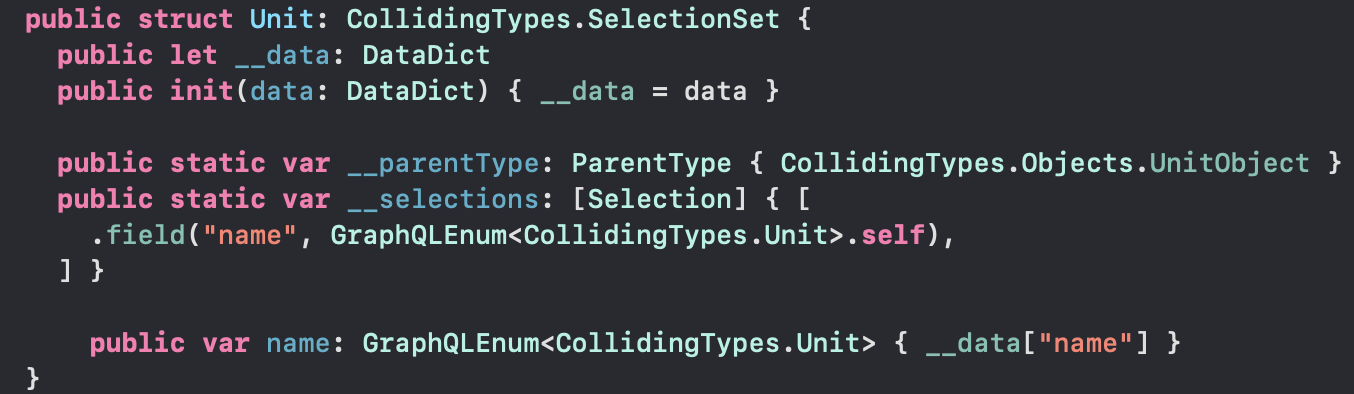 public struct Unit: CollidingTypes.SelectionSet {
public let __data: DataDict
public init(data: DataDict) { __data = data }
public static var __parentType: ParentType { CollidingTypes.Objects.UnitObject }
public static var __selections: [Selection] { [
.field("name", GraphQLEnum<CollidingTypes.Unit>.self),
] }
public var name: GraphQLEnum<CollidingTypes.Unit> { __data["name"] }
}